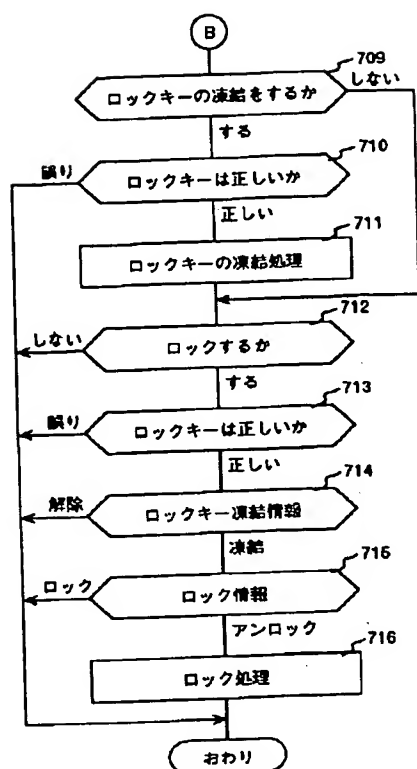 B
709
ロックキーの凍結をするか
しない
する
710
誤り
ロックキーは正しいか
正しい
711
ロックキーの凍結処理
712
しない
ロックするか
する
713
誤り
ロックキーは正しいか
正しい
714
解除
ロックキー凍結情報
凍結
715
ロック
ロック情報
アンロック
716
ロック処理
おわり